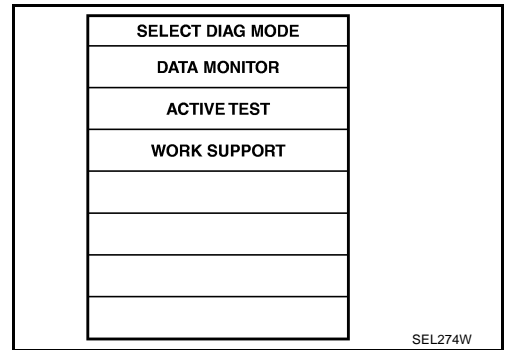 SELECT DIAG MODE
DATA MONITOR
ACTIVE TEST
WORK SUPPORT
SEL274W